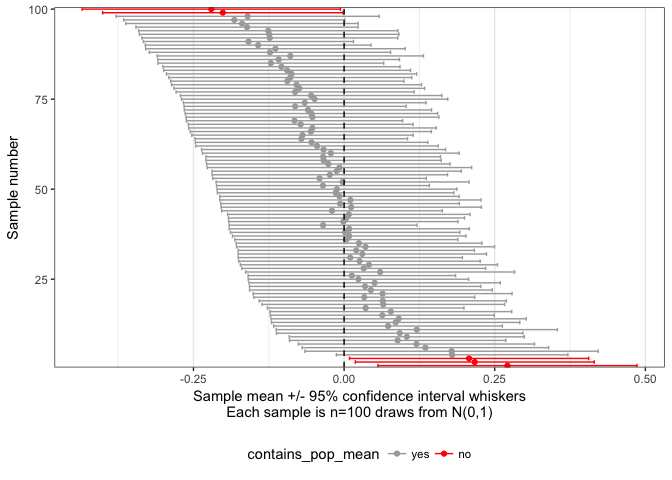 100
75
50
25
Sample number
-0.25 0.00 0.25 0.50
Sample mean +/- 95% confidence interval whiskers
Each sample is n=100 draws from N(0,1)
contains_pop_mean yes no